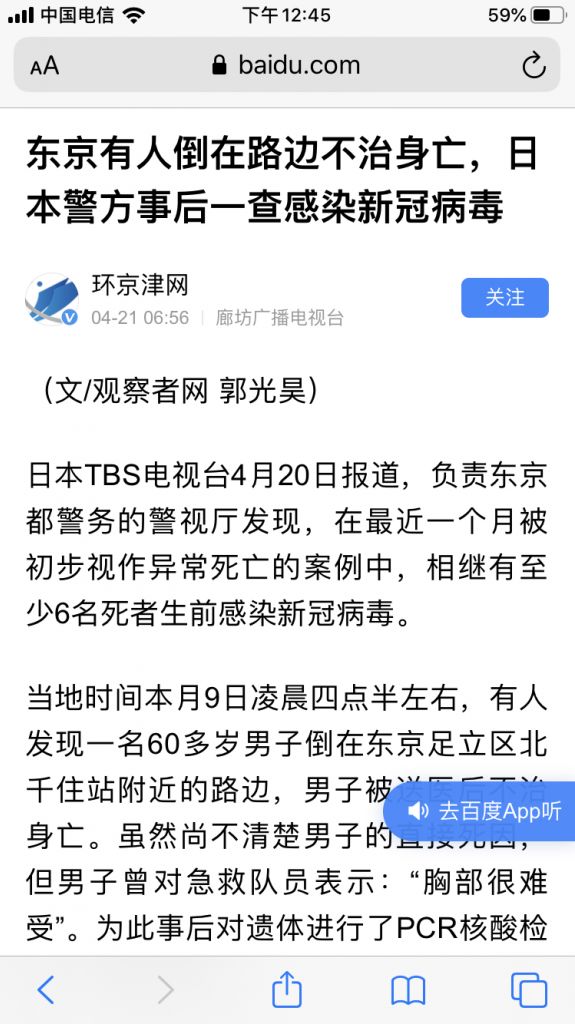 中国电信
下午12:45
59%
AA
baidu.com
东京有人倒在路边不治身亡，日
本警方事后一查感染新冠病毒
环京津网
04-21 06:56
廊坊广播电视台
关注
V
（文/观察者网 郭光昊）
日本TBS电视台4月20日报道，负责东京
都警务的警视厅发现，在最近一个月被
初步视作异常死亡的案例中，相继有至
少6名死者生前感染新冠病毒。
当地时间本月9日凌晨四点半左右，有人
发现一名60多岁男子倒在东京足立区北
千住站附近的路边，男子被送医后不治
去百度App听
身亡。虽然尚不清楚男子的直接死因，
但男子曾对急救队员表示：“胸部很难
受”。为此事后对遗体进行了PCR核酸检